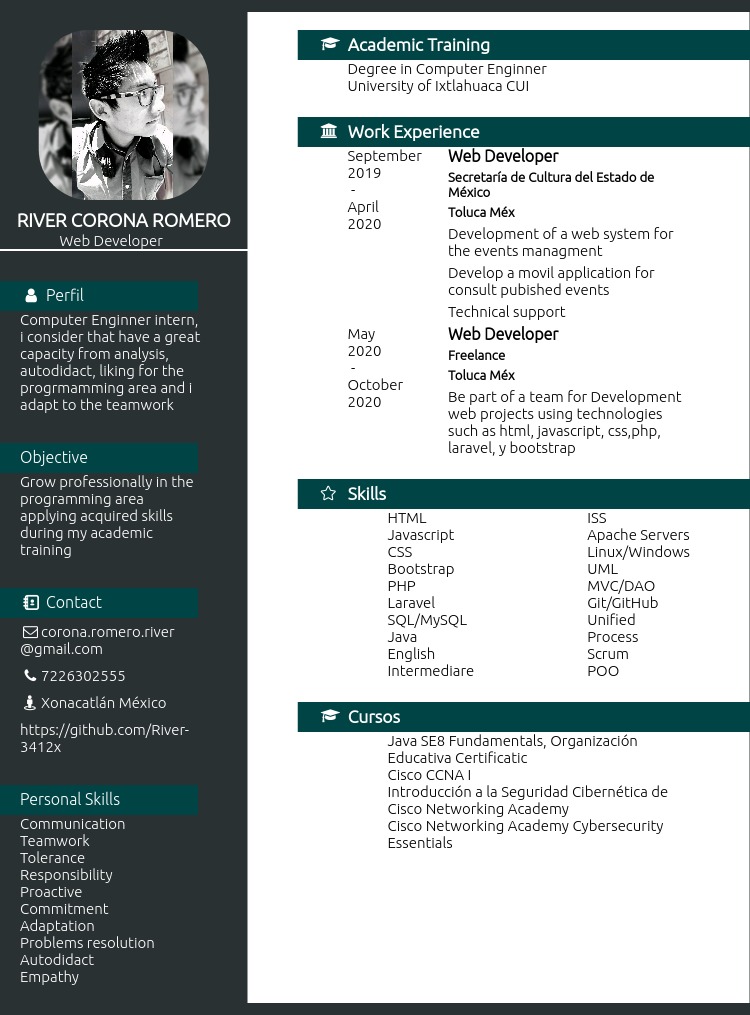 RIVER CORONA ROMERO
Web Developer
Perfil
Computer Enginner intern,
i consider that have a great
capacity from analysis,
autodidact, liking for the
progrmamming area and i
adapt to the teamwork
Objective
Grow professionally in the
programming area
applying acquired skills
during my academic
training
Contact
corona.romero.river
@gmail.com
7226302555
Xonacatlán México
https://github.com/River-
3412x
Personal Skills
Communication
Teamwork
Tolerance
Responsibility
Proactive
Commitment
Adaptation
Problems resolution
Autodidact
Empathy
Academic Training
Degree in Computer Enginner
University of Ixtlahuaca CUI
Work Experience
September
2019
-
April
2020
Web Developer
Secretaría de Cultura del Estado de
México
Toluca Méx
Development of a web system for
the events managment
Develop a movil application for
consult pubished events
Technical support
May
2020
-
October
2020
Web Developer
Freelance
Toluca Méx
Be part of a team for Development
web projects using technologies
such as html, javascript, css,php,
laravel, y bootstrap
Skills
HTML
Javascript
CSS
Bootstrap
PHP
Laravel
SQL/MySQL
Java
English
Intermediare
ISS
Apache Servers
Linux/Windows
UML
MVC/DAO
Git/GitHub
Unified
Process
Scrum
POO
Cursos
Java SE8 Fundamentals, Organización
Educativa Certificatic
Cisco CCNA I
Introducción a la Seguridad Cibernética de
Cisco Networking Academy
Cisco Networking Academy Cybersecurity
Essentials